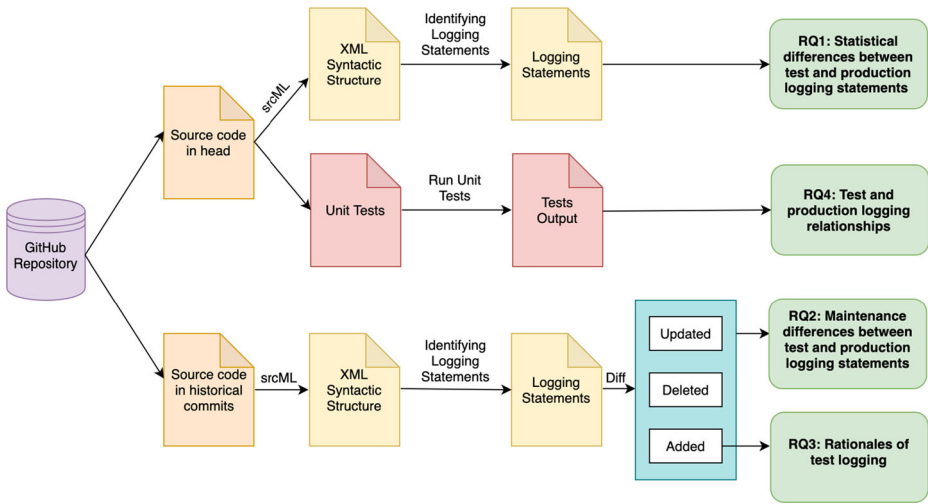 GitHub
Repository
Source code
in head
srcML
XML
Syntactic
Structure
Identifying
Logging
Statements
Logging
Statements
RQ1: Statistical
differences between
test and production
logging statements
Unit Tests
Run Unit
Tests
Tests
Output
RQ4: Test and
production logging
relationships
Source code
in historical
commits
srcML
XML
Syntactic
Structure
Identifying
Logging
Statements
Logging
Statements
Diff
Updated
Deleted
Added
RQ2: Maintenance
differences between
test and production
logging statements
RQ3: Rationales of
test logging